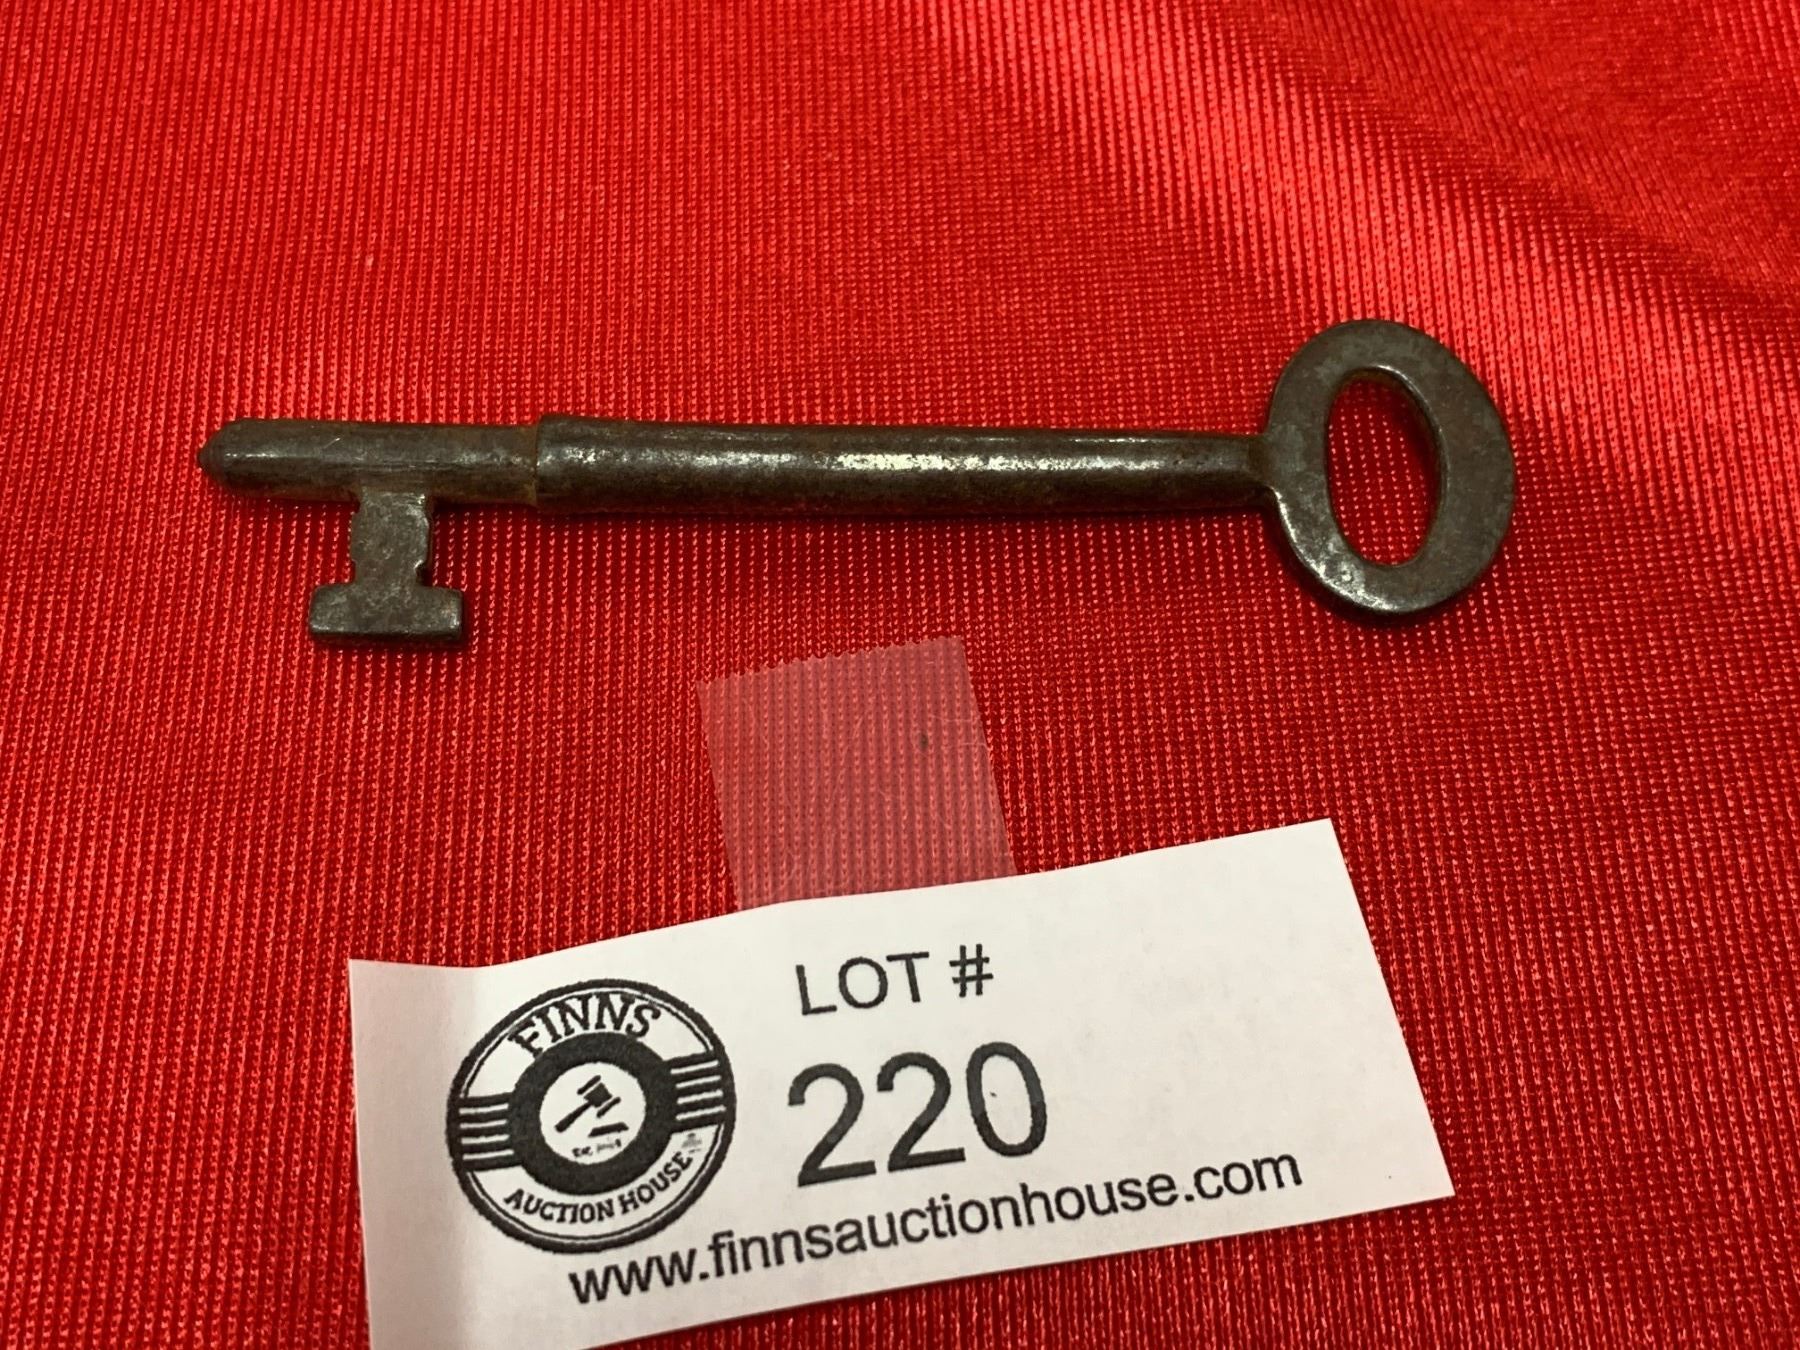 LOT #
FINNS
AUCTION HOUSE
220
www.finnsauctionhouse.com